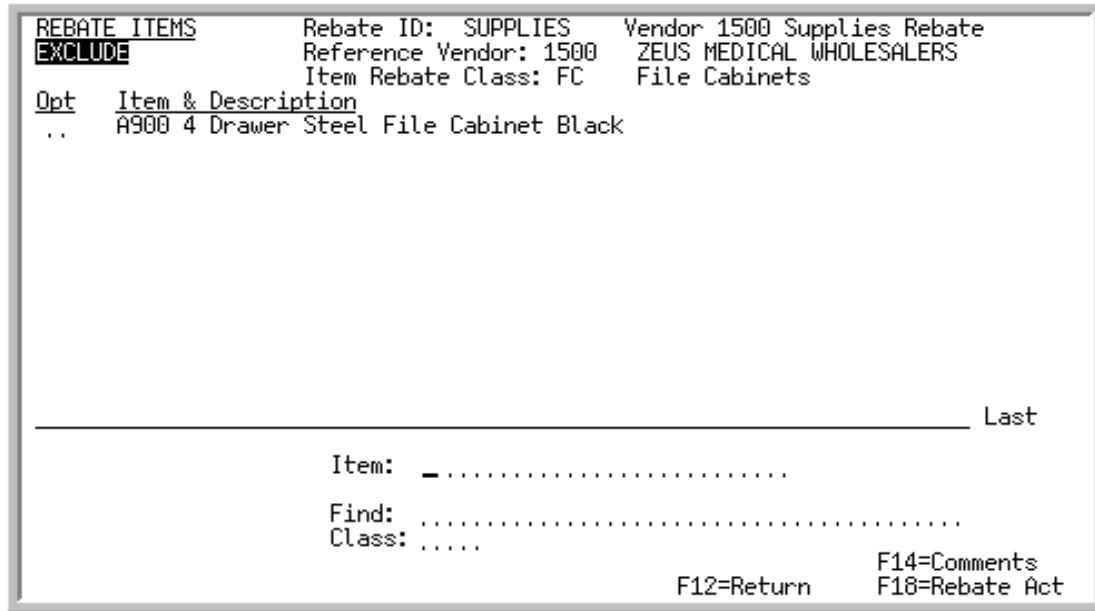 REBATE ITEMS Rebate ID: SUPPLIES Vendor 1500 Supplies Rebate
EXCLUDE Reference Vendor: 1500 ZEUS MEDICAL WHOLESALERS
Item Rebate Class: FC File Cabinets
Opt Item & Description
.. A900 4 Drawer Steel File Cabinet Black
Last
Item: _..........................
Find: ........................................
Class: .....
F14=Comments
F12=Return F18=Rebate Act